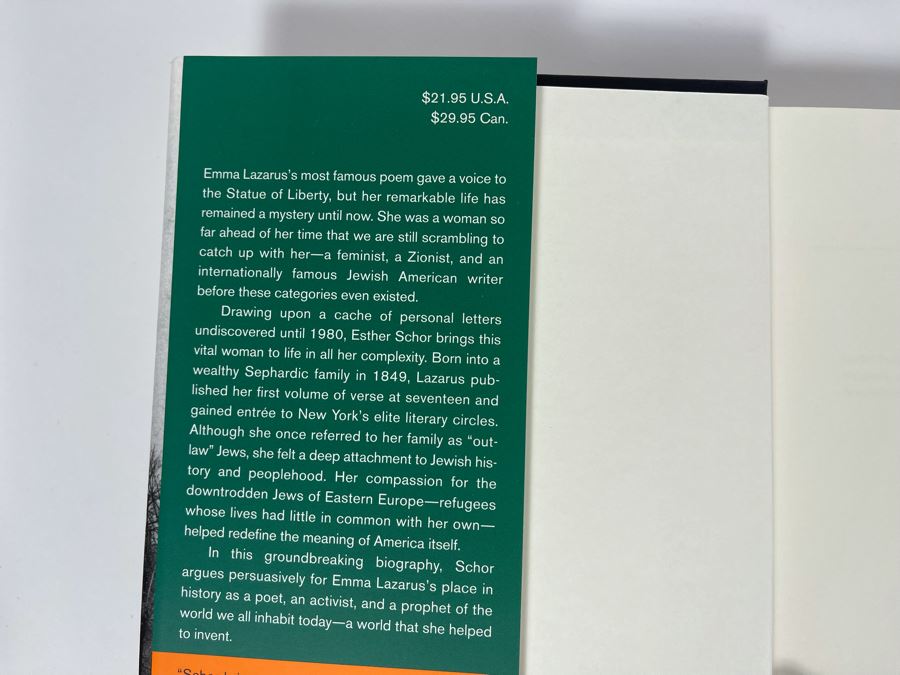 $21.95 U.S.A.
$29.95 Can.
Emma Lazarus's most famous poem gave a voice to
the Statue of Liberty, but her remarkable life has
remained a mystery until now. She was a woman so
far ahead of her time that we are still scrambling to
catch up with her—a feminist, a Zionist, and an
internationally famous Jewish American writer
before these categories even existed.
Drawing upon a cache of personal letters
undiscovered until 1980, Esther Schor brings this
vital woman to life in all her complexity. Born into a
wealthy Sephardic family in 1849, Lazarus pub-
lished her first volume of verse at seventeen and
gained entrée to New York's elite literary circles.
Although she once referred to her family as “out-
law” Jews, she felt a deep attachment to Jewish his-
tory and peoplehood. Her compassion for the
downtrodden Jews of Eastern Europe—refugees
whose lives had little in common with her own—
helped redefine the meaning of America itself.
In this groundbreaking biography, Schor
argues persuasively for Emma Lazarus's place in
history as a poet, an activist, and a prophet of the
world we all inhabit today—a world that she helped
to invent.